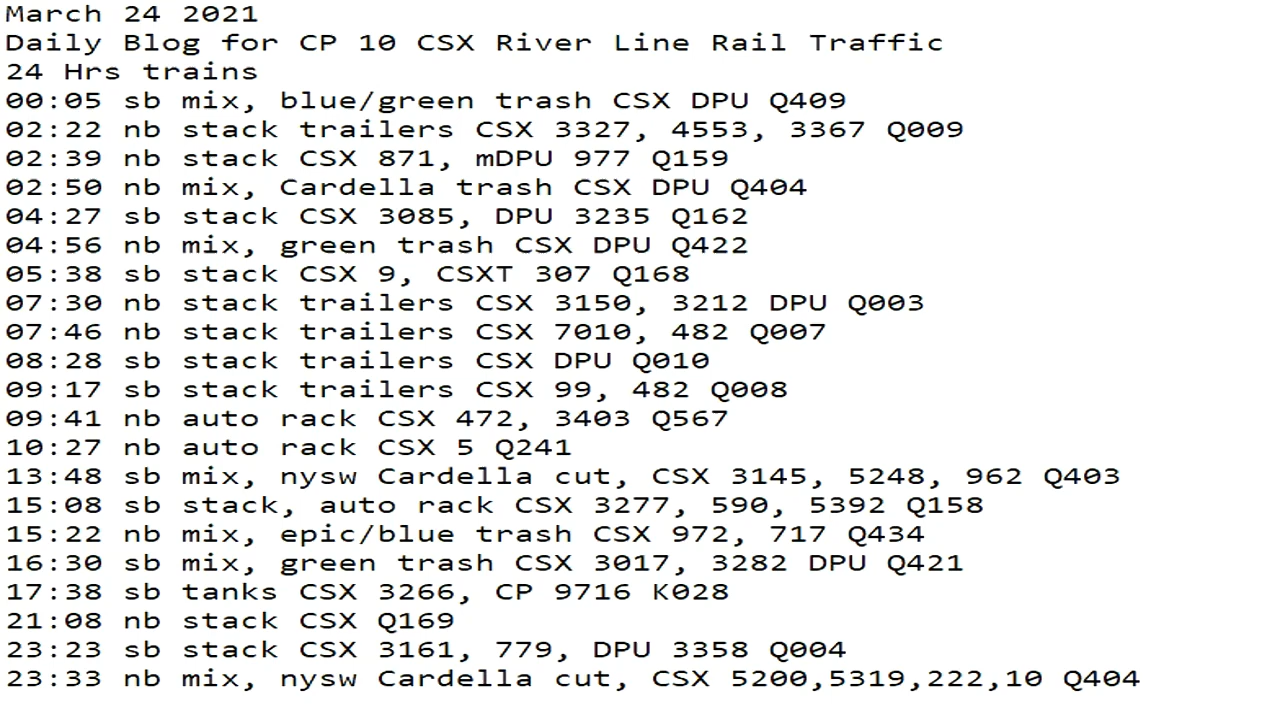 March 24 2021
Daily Blog for CP 10 CSX River Line Rail Traffic
24 Hrs trains
00:05 sb mix, blue/green trash CSX DPU Q409
02:22 nb stack trailers CSX 3327, 4553, 3367 Q009
02:39 nb stack CSX 871, mDPU 977 Q159
02:50 nb mix, Cardella trash CSX DPU Q404
04:27 sb stack CSX 3085, DPU 3235 Q162
04:56 nb mix, green trash CSX DPU Q422
05:38 sb stack CSX 9, CSXT 307 Q168
07:30 nb stack trailers CSX 3150, 3212 DPU Q003
07:46 nb stack trailers CSX 7010, 482 Q007
08:28 sb stack trailers CSX DPU Q010
09:17 sb stack trailers CSX 99, 482 Q008
09:41 nb auto rack CSX 472, 3403 Q567
10:27 nb auto rack CSX 5 Q241
13:48 sb mix, nysw Cardella cut, CSX 3145, 5248, 962 Q403
15:08 sb stack, auto rack CSX 3277, 590, 5392 Q158
15:22 nb mix, epic/blue trash CSX 972, 717 Q434
16:30 sb mix, green trash CSX 3017, 3282 DPU Q421
17:38 sb tanks CSX 3266, CP 9716 K028
21:08 nb stack CSX Q169
23:23 sb stack CSX 3161, 779, DPU 3358 Q004
23:33 nb mix, nysw Cardella cut, CSX 5200,5319,222,10 Q404